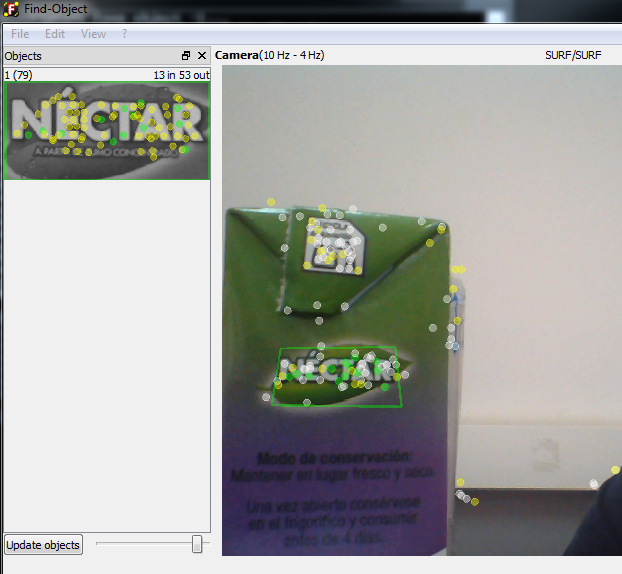 Find-Object
File Edit View ?
Objects
Camera(10 Hz - 4 Hz) SURF/SURF
1 (79) 13 in 53 out
NÉCTAR
A PARTIR DE ZUMO CONCENTRADO
NÉCTAR
Modo de conservación:
Mantener en lugar fresco y seco.
Una vez abierto consérvese
en el frigorífico y consumir
antes de 4 días.
Update objects